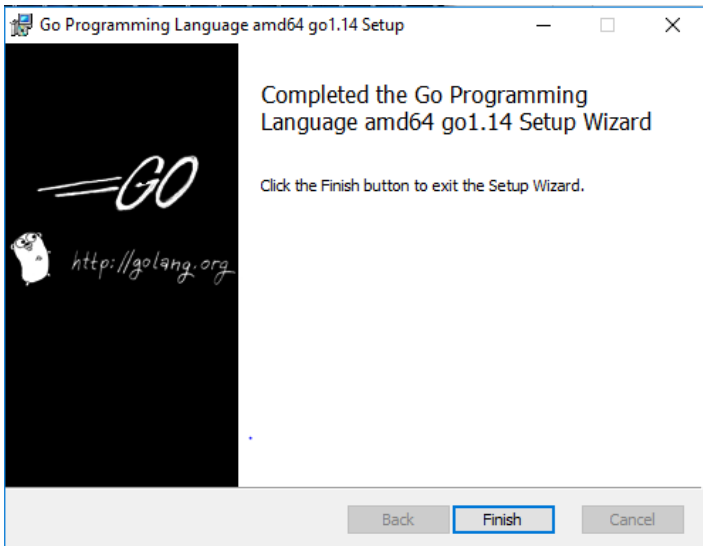 Go Programming Language amd64 go1.14 Setup
Completed the Go Programming
Language amd64 go1.14 Setup Wizard
Click the Finish button to exit the Setup Wizard.
GO
http://golang.org
Back
Finish
Cancel